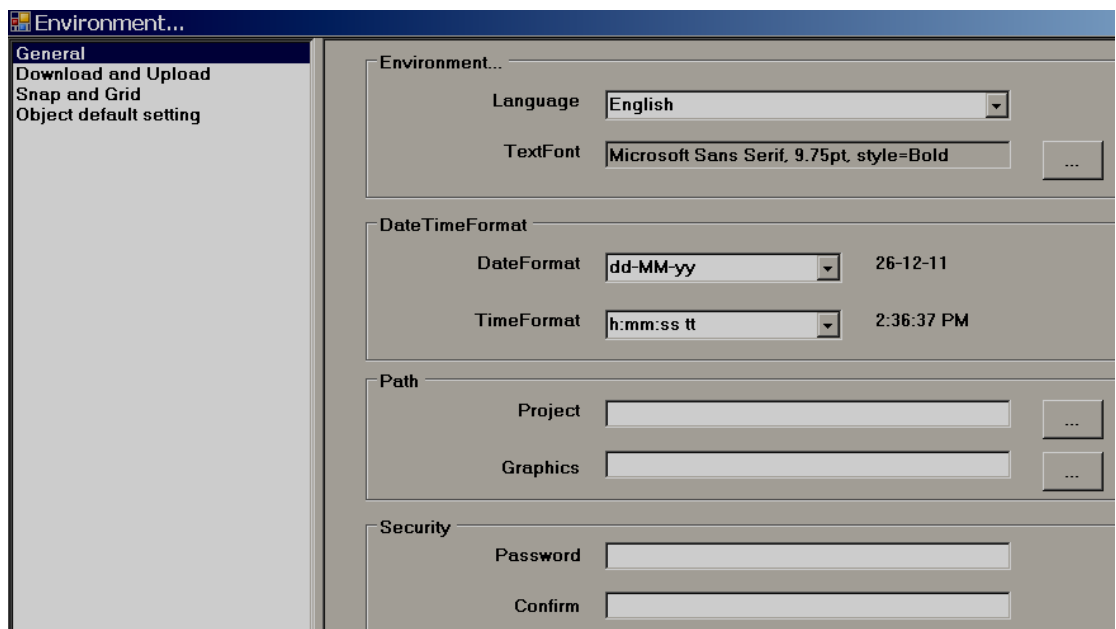 Environment...
General
Download and Upload
Snap and Grid
Object default setting
Environment...
Language English
TextFont Microsoft Sans Serif, 9.75pt, style=Bold ...
DateTimeFormat
DateFormat dd-MM-yy 26-12-11
TimeFormat h:mm:ss tt 2:36:37 PM
Path
Project ...
Graphics ...
Security
Password
Confirm